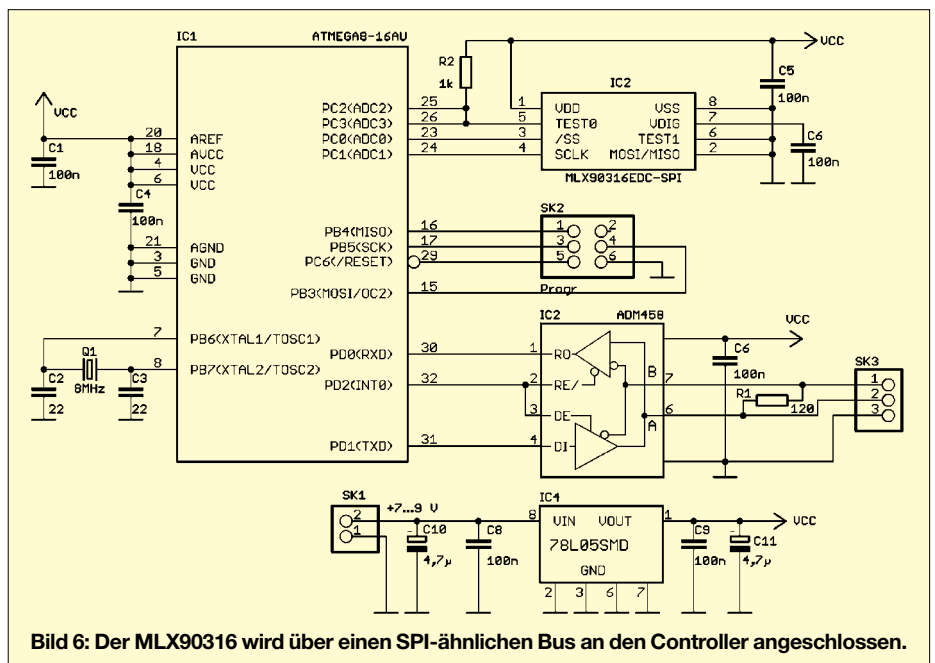 IC1
ATMEGA8-16AU
VCC
C1
100n
C4
100n
20 AREF
18 AVCC
4 VCC
6 VCC
21 AGND
3 GND
5 GND
7 PB6(XTAL1/TOSC1)
8 PB7(XTAL2/TOSC2)
Q1
8MHz
C2
22
C3
22
PC2(ADC2) 25
PC3(ADC3) 26
PC0(ADC0) 23
PC1(ADC1) 24
PB4(MISO) 16
PB5(SCK) 17
PC6(/RESET) 29
PB3(MOSI/OC2) 15
PD0(RXD) 30
PD2(INT0) 32
PD1(TXD) 31
R2
1k
VCC
C5
100n
IC2
1 VDD VSS 8
5 TEST0 VDIG 7
3 /SS TEST1 6
4 SCLK MOSI/MISO 2
MLX90316EDC-SPI
C6
100n
SK2
1 2
3 4
5 6
Progr
IC2
ADM458
1 RO
2 RE/
3 DE
4 DI
B 7
A 6
VCC
C6
100n
R1
120
SK3
1
2
3
SK1
2
1
+7...9 V
C10
4,7µ
C8
100n
IC4
8 VIN VOUT 1
78L05SMD
GND
2 3 6 7
C9
100n
C11
4,7µ
VCC
Bild 6: Der MLX90316 wird über einen SPI-ähnlichen Bus an den Controller angeschlossen.